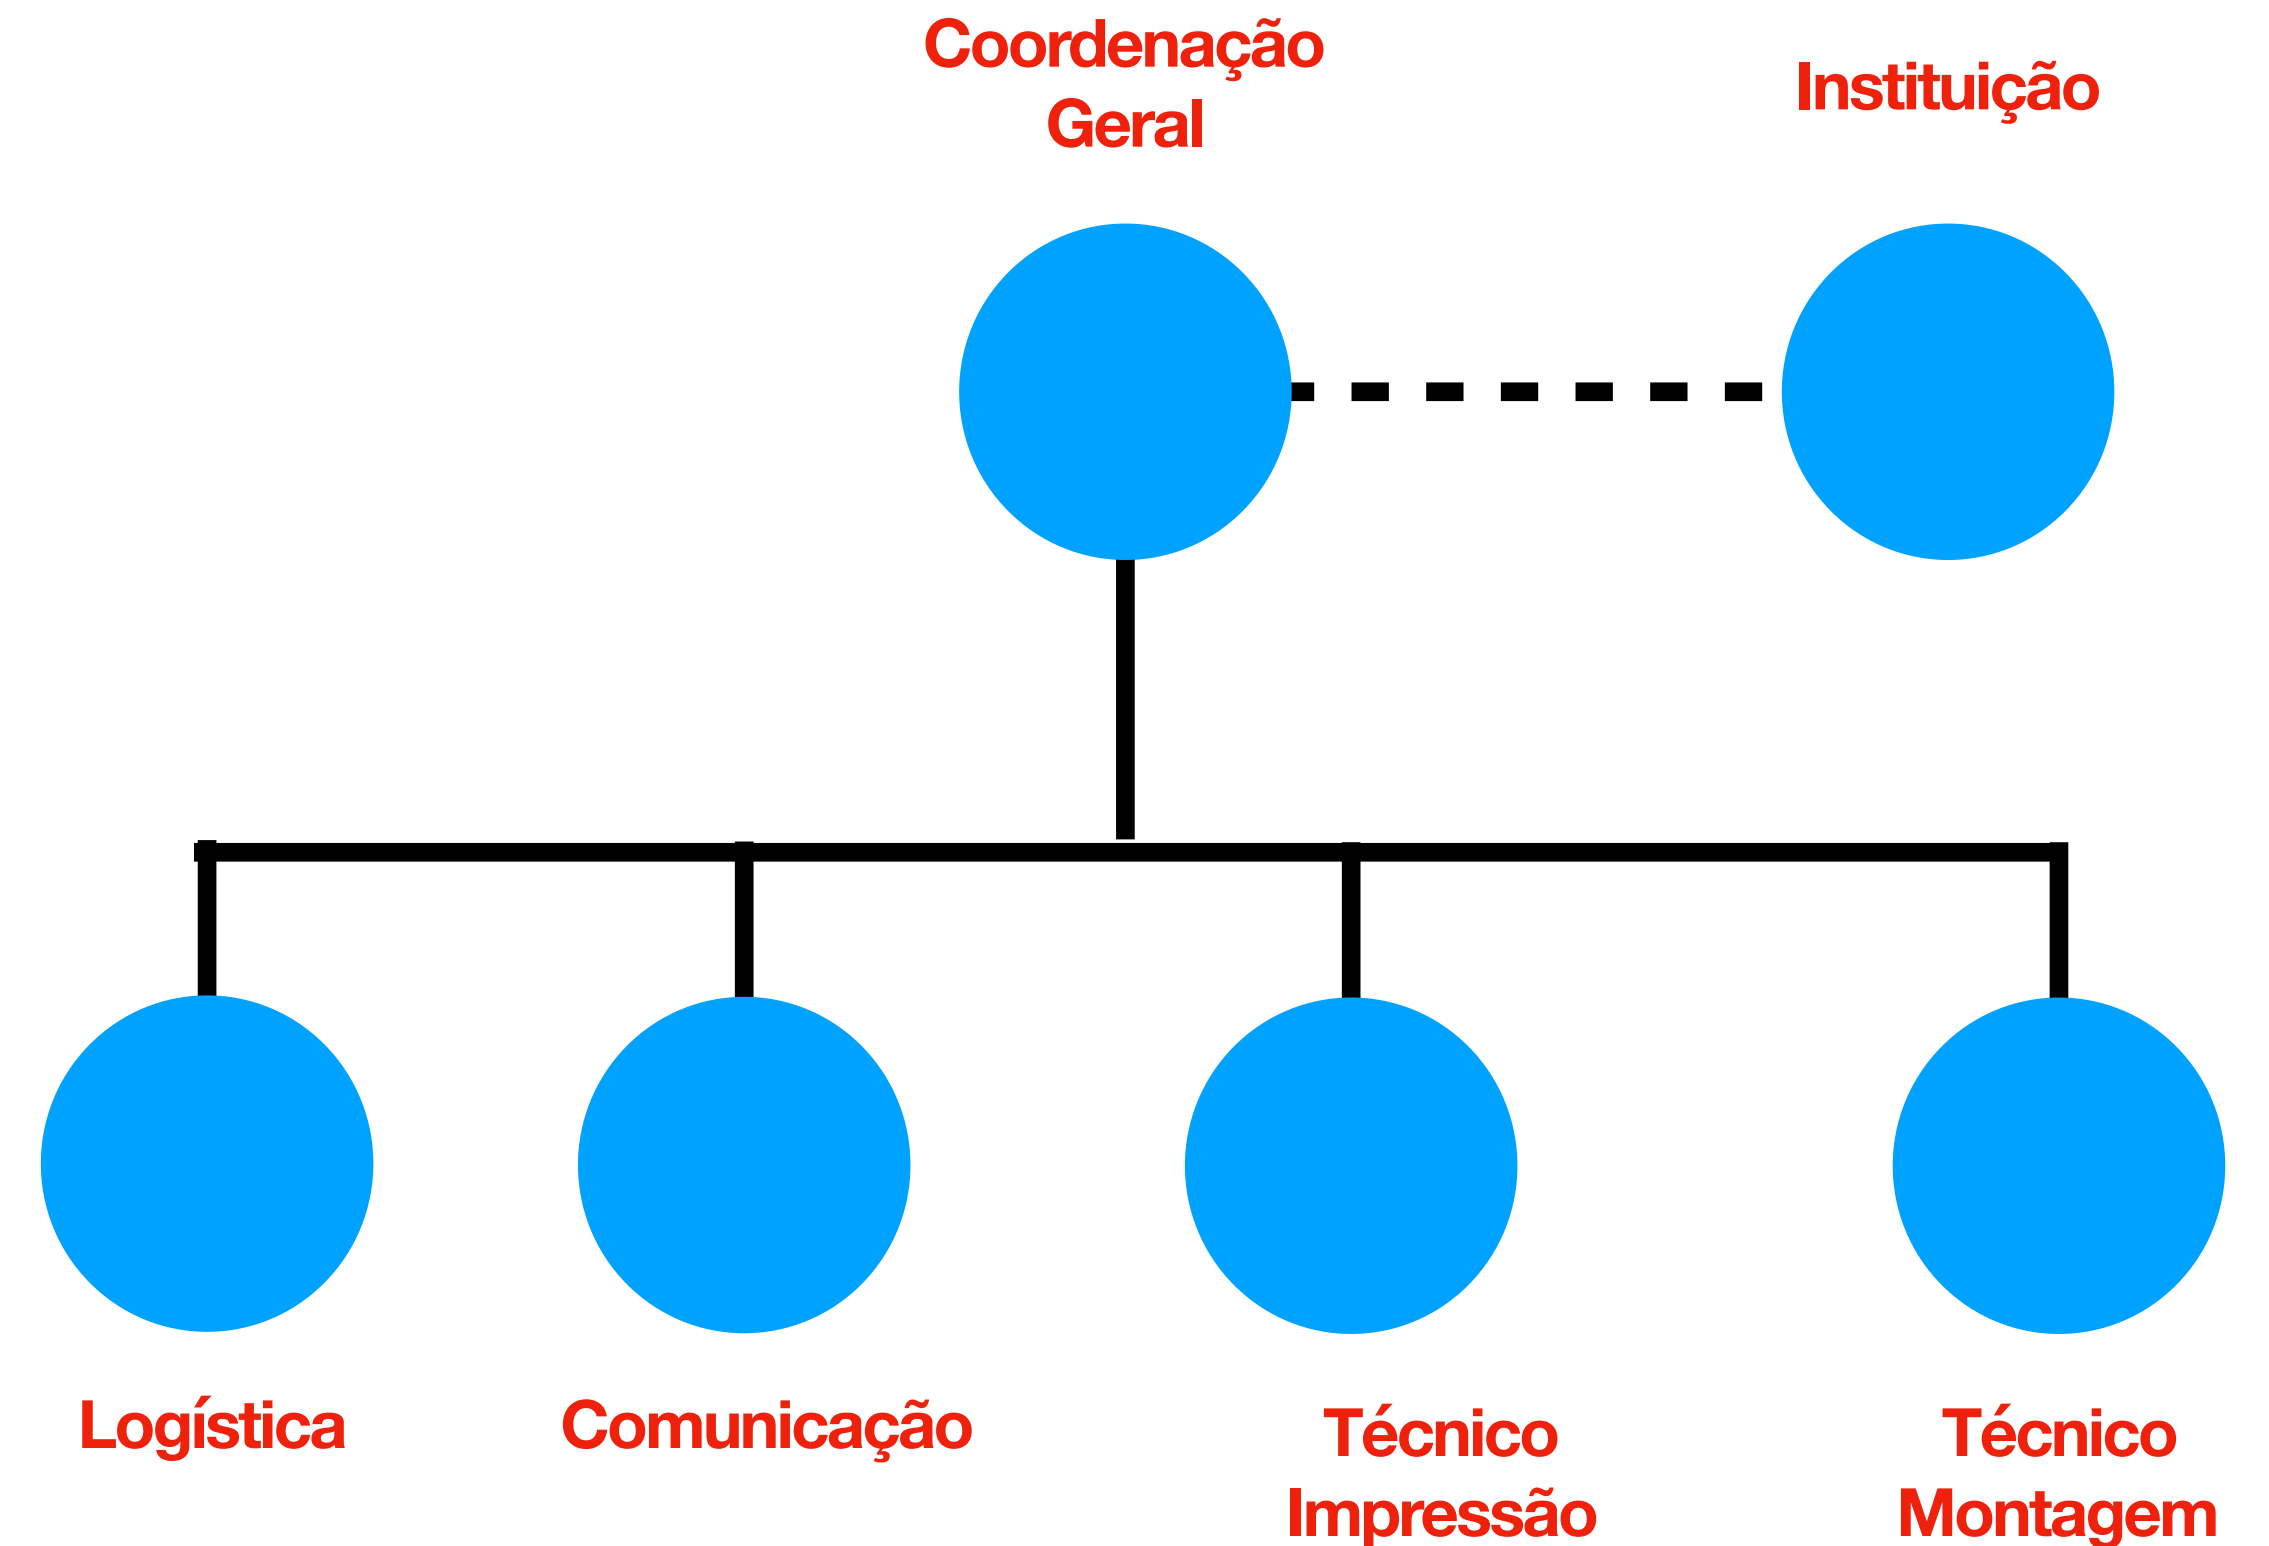 Coordenação
Geral
Instituição
Logística
Comunicação
Técnico
Impressão
Técnico
Montagem